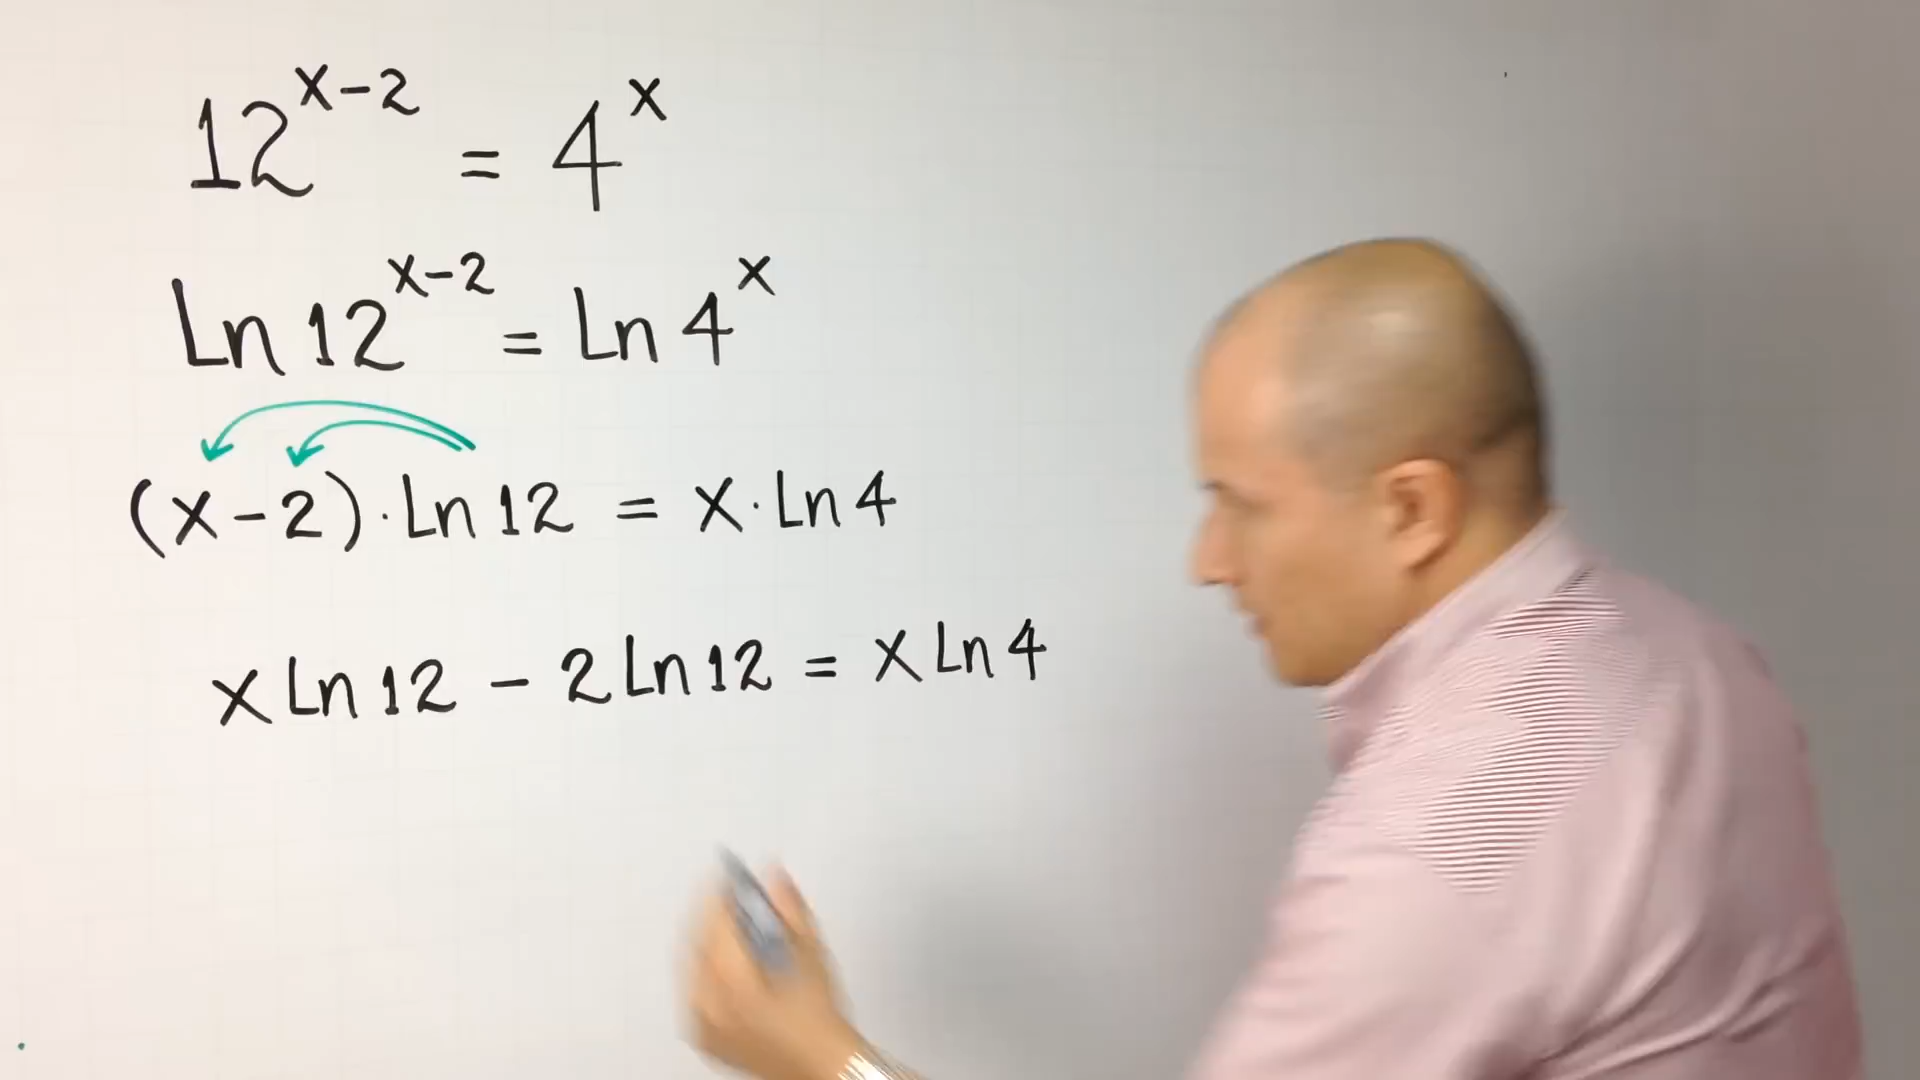 12^(x-2) = 4^x
Ln 12^(x-2) = Ln 4^x
(x-2)·Ln 12 = x·Ln 4
x Ln 12 - 2 Ln 12 = x Ln 4